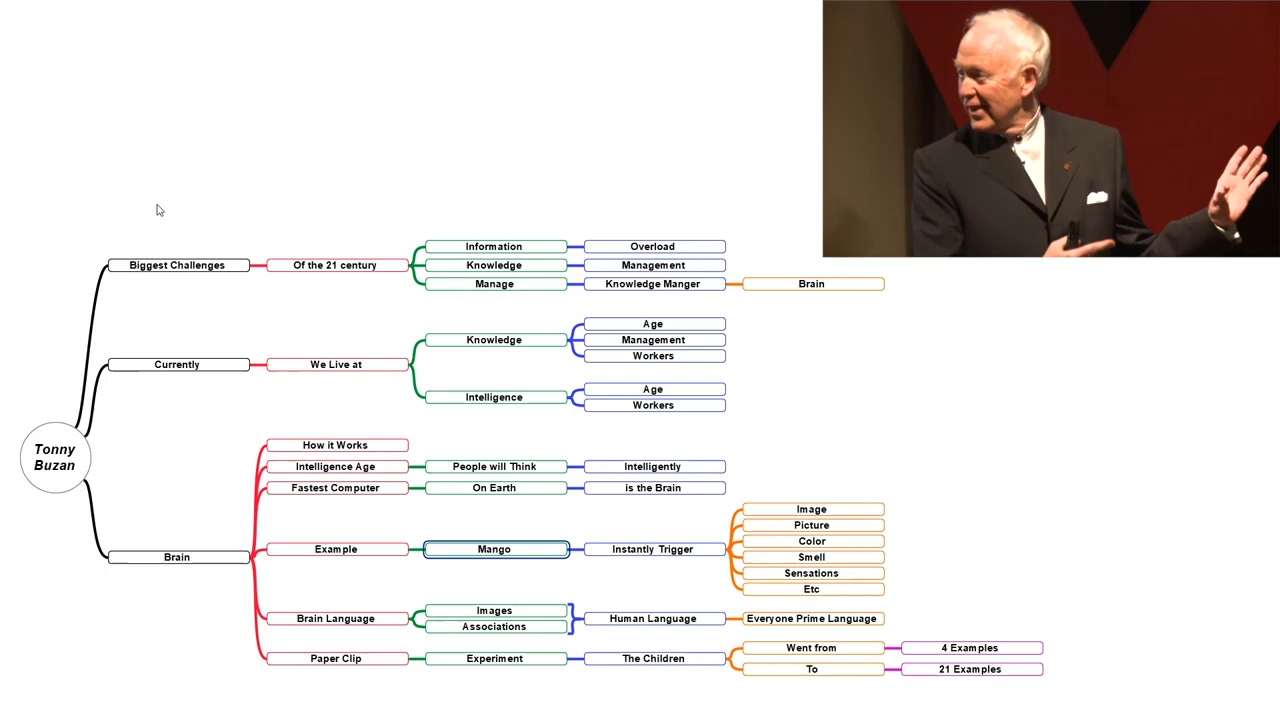 Tonny
Buzan
Biggest Challenges
Of the 21 century
Information
Overload
Knowledge
Management
Manage
Knowledge Manger
Brain
Currently
We Live at
Knowledge
Age
Management
Workers
Intelligence
Age
Workers
Brain
How it Works
Intelligence Age
People will Think
Intelligently
Fastest Computer
On Earth
is the Brain
Example
Mango
Instantly Trigger
Image
Picture
Color
Smell
Sensations
Etc
Brain Language
Images
Associations
Human Language
Everyone Prime Language
Paper Clip
Experiment
The Children
Went from
4 Examples
To
21 Examples